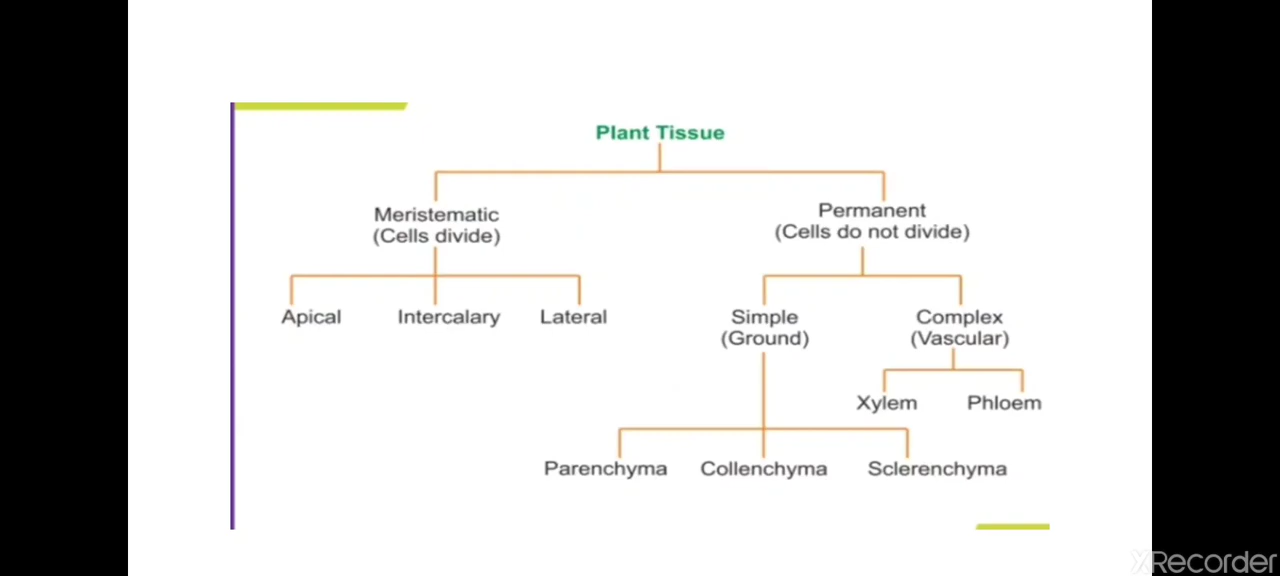 Plant Tissue
Meristematic
(Cells divide)
Permanent
(Cells do not divide)
Apical
Intercalary
Lateral
Simple
(Ground)
Complex
(Vascular)
Xylem
Phloem
Parenchyma
Collenchyma
Sclerenchyma
XRecorder